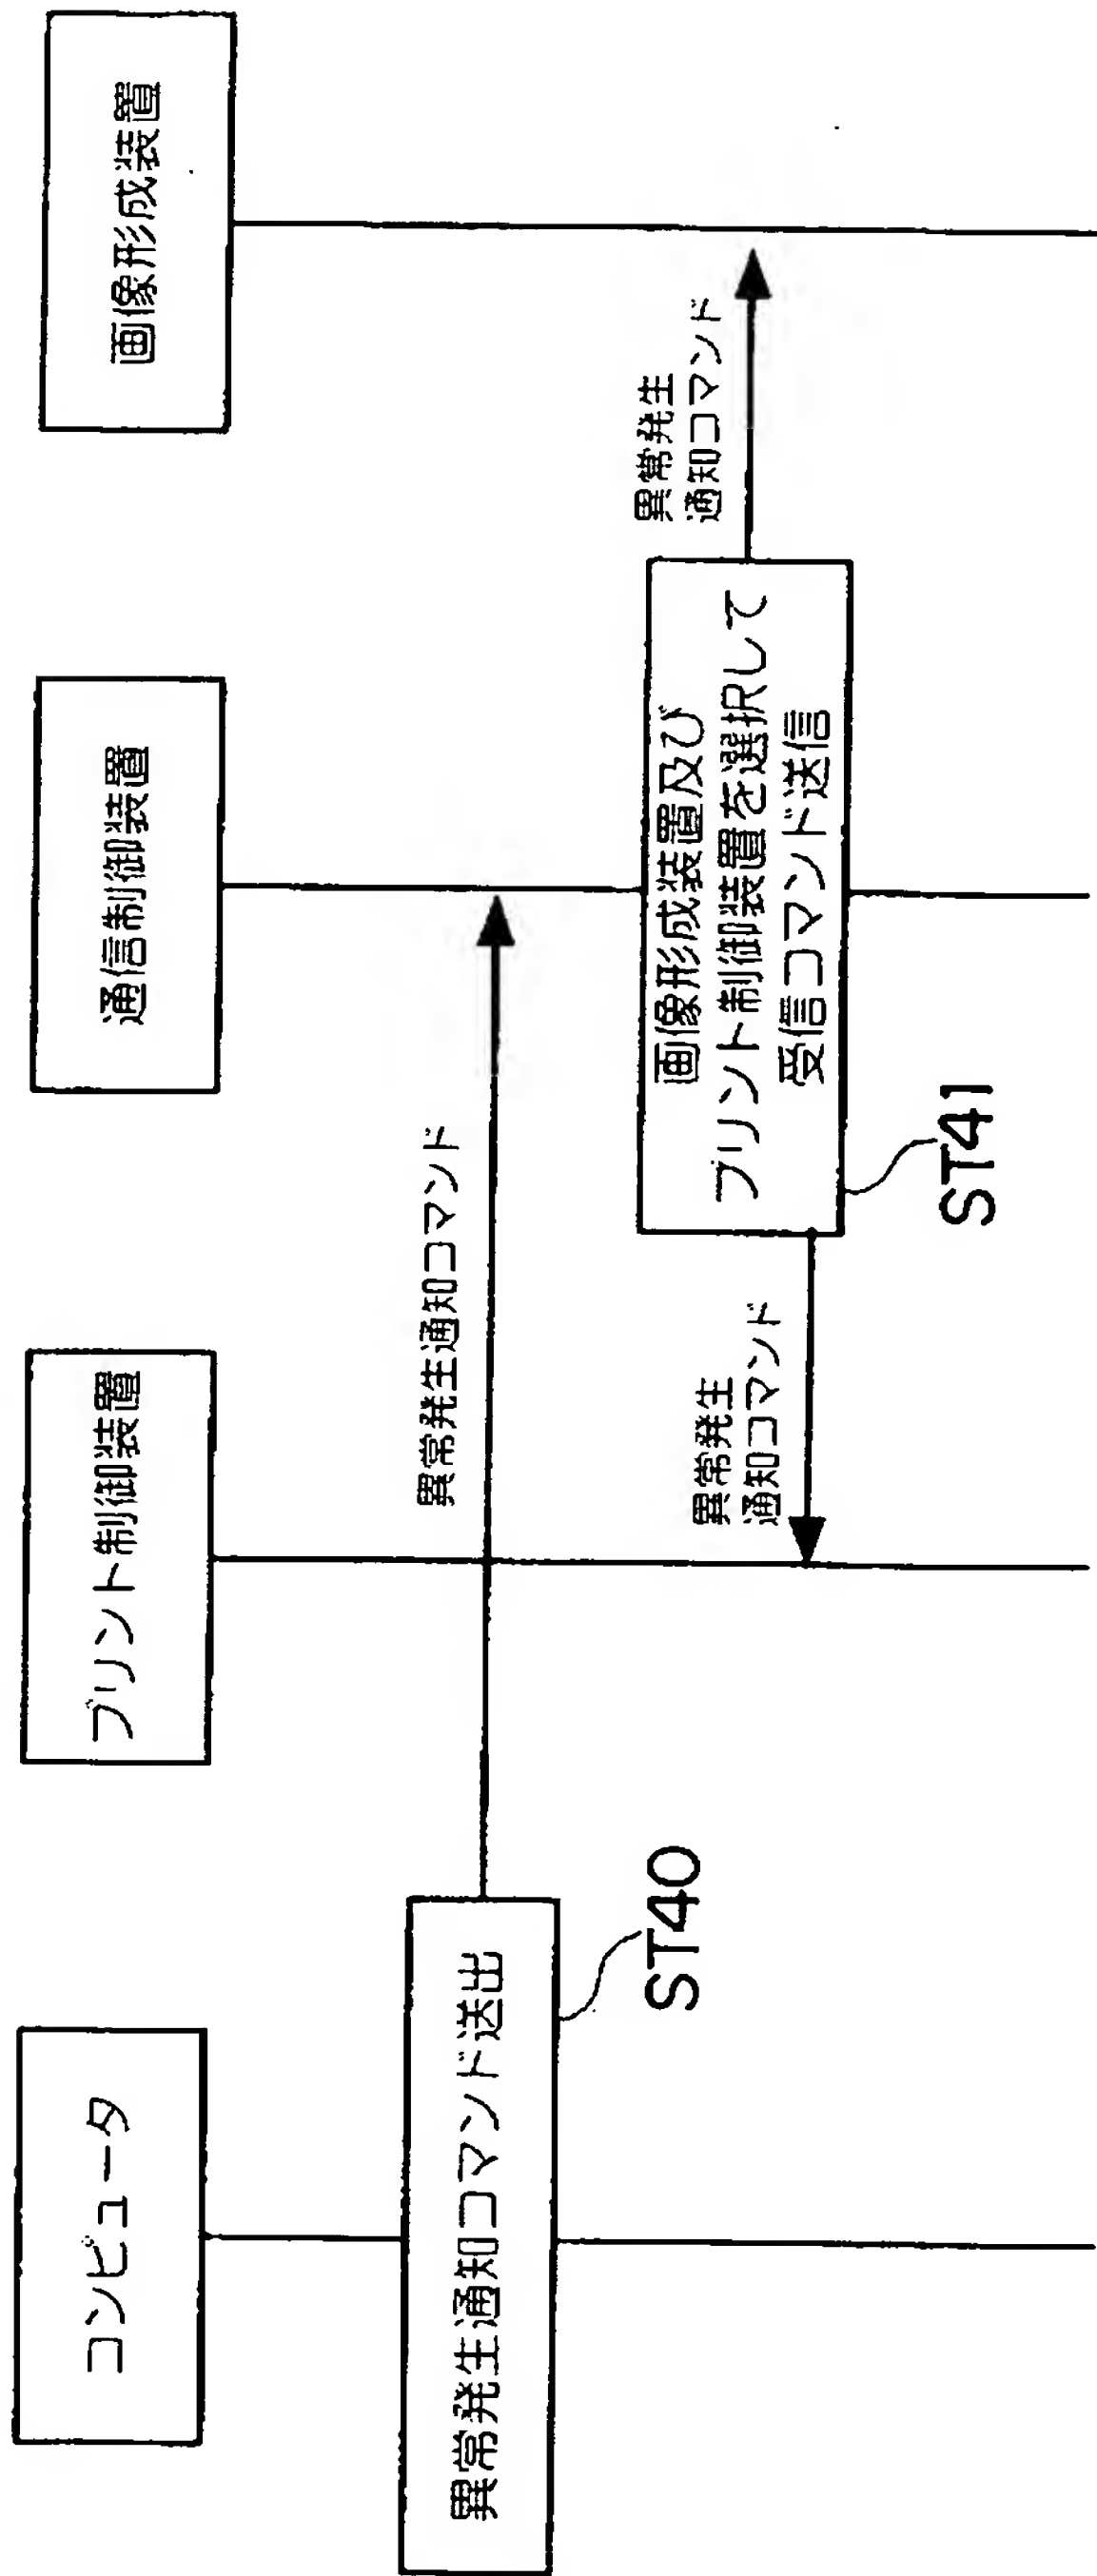 コンピュータ
プリント制御装置
通信制御装置
画像形成装置
異常発生通知コマンド送出
ST40
異常発生通知コマンド
画像形成装置及び
プリント制御装置を選択して
受信コマンド送信
ST41
異常発生
通知コマンド
異常発生
通知コマンド